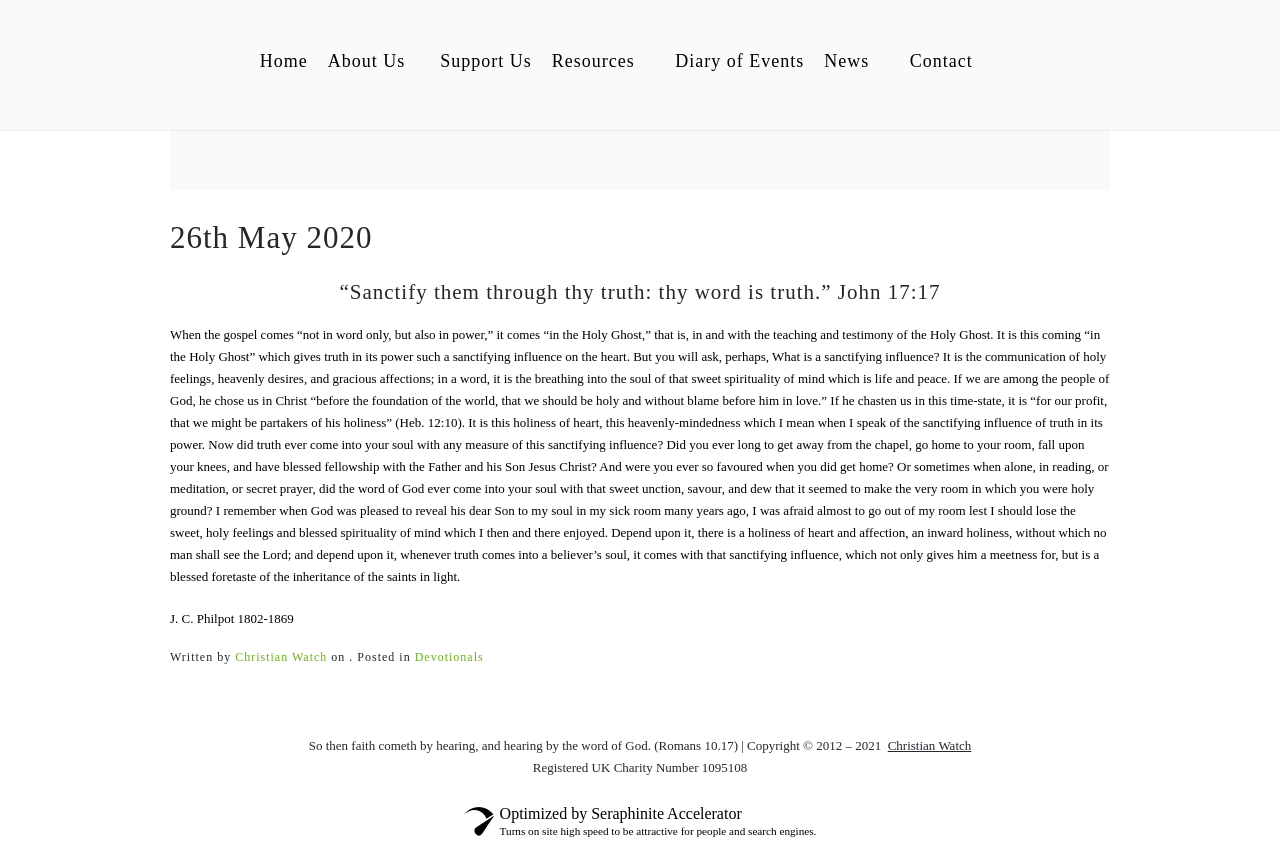 Home About Us Support Us Resources Diary of Events News Contact
26th May 2020
“Sanctify them through thy truth: thy word is truth.” John 17:17
When the gospel comes “not in word only, but also in power,” it comes “in the Holy Ghost,” that is, in and with the teaching and testimony of the Holy Ghost. It is this coming “in
the Holy Ghost” which gives truth in its power such a sanctifying influence on the heart. But you will ask, perhaps, What is a sanctifying influence? It is the communication of holy
feelings, heavenly desires, and gracious affections; in a word, it is the breathing into the soul of that sweet spirituality of mind which is life and peace. If we are among the people of
God, he chose us in Christ “before the foundation of the world, that we should be holy and without blame before him in love.” If he chasten us in this time-state, it is “for our profit,
that we might be partakers of his holiness” (Heb. 12:10). It is this holiness of heart, this heavenly-mindedness which I mean when I speak of the sanctifying influence of truth in its
power. Now did truth ever come into your soul with any measure of this sanctifying influence? Did you ever long to get away from the chapel, go home to your room, fall upon
your knees, and have blessed fellowship with the Father and his Son Jesus Christ? And were you ever so favoured when you did get home? Or sometimes when alone, in reading, or
meditation, or secret prayer, did the word of God ever come into your soul with that sweet unction, savour, and dew that it seemed to make the very room in which you were holy
ground? I remember when God was pleased to reveal his dear Son to my soul in my sick room many years ago, I was afraid almost to go out of my room lest I should lose the
sweet, holy feelings and blessed spirituality of mind which I then and there enjoyed. Depend upon it, there is a holiness of heart and affection, an inward holiness, without which no
man shall see the Lord; and depend upon it, whenever truth comes into a believer’s soul, it comes with that sanctifying influence, which not only gives him a meetness for, but is a
blessed foretaste of the inheritance of the saints in light.
J. C. Philpot 1802-1869
Written by Christian Watch on . Posted in Devotionals
So then faith cometh by hearing, and hearing by the word of God. (Romans 10.17) | Copyright © 2012 – 2021 Christian Watch
Registered UK Charity Number 1095108
Optimized by Seraphinite Accelerator
Turns on site high speed to be attractive for people and search engines.